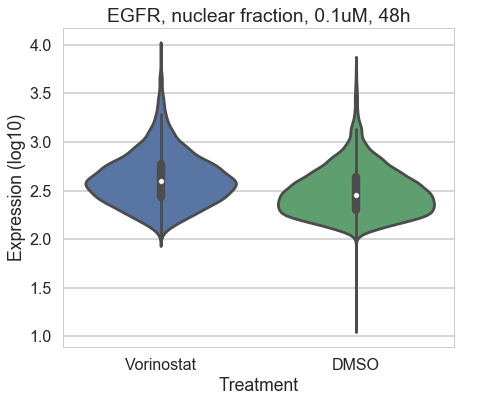 EGFR, nuclear fraction, 0.1uM, 48h
Expression (log10)
4.0
3.5
3.0
2.5
2.0
1.5
1.0
Vorinostat DMSO
Treatment